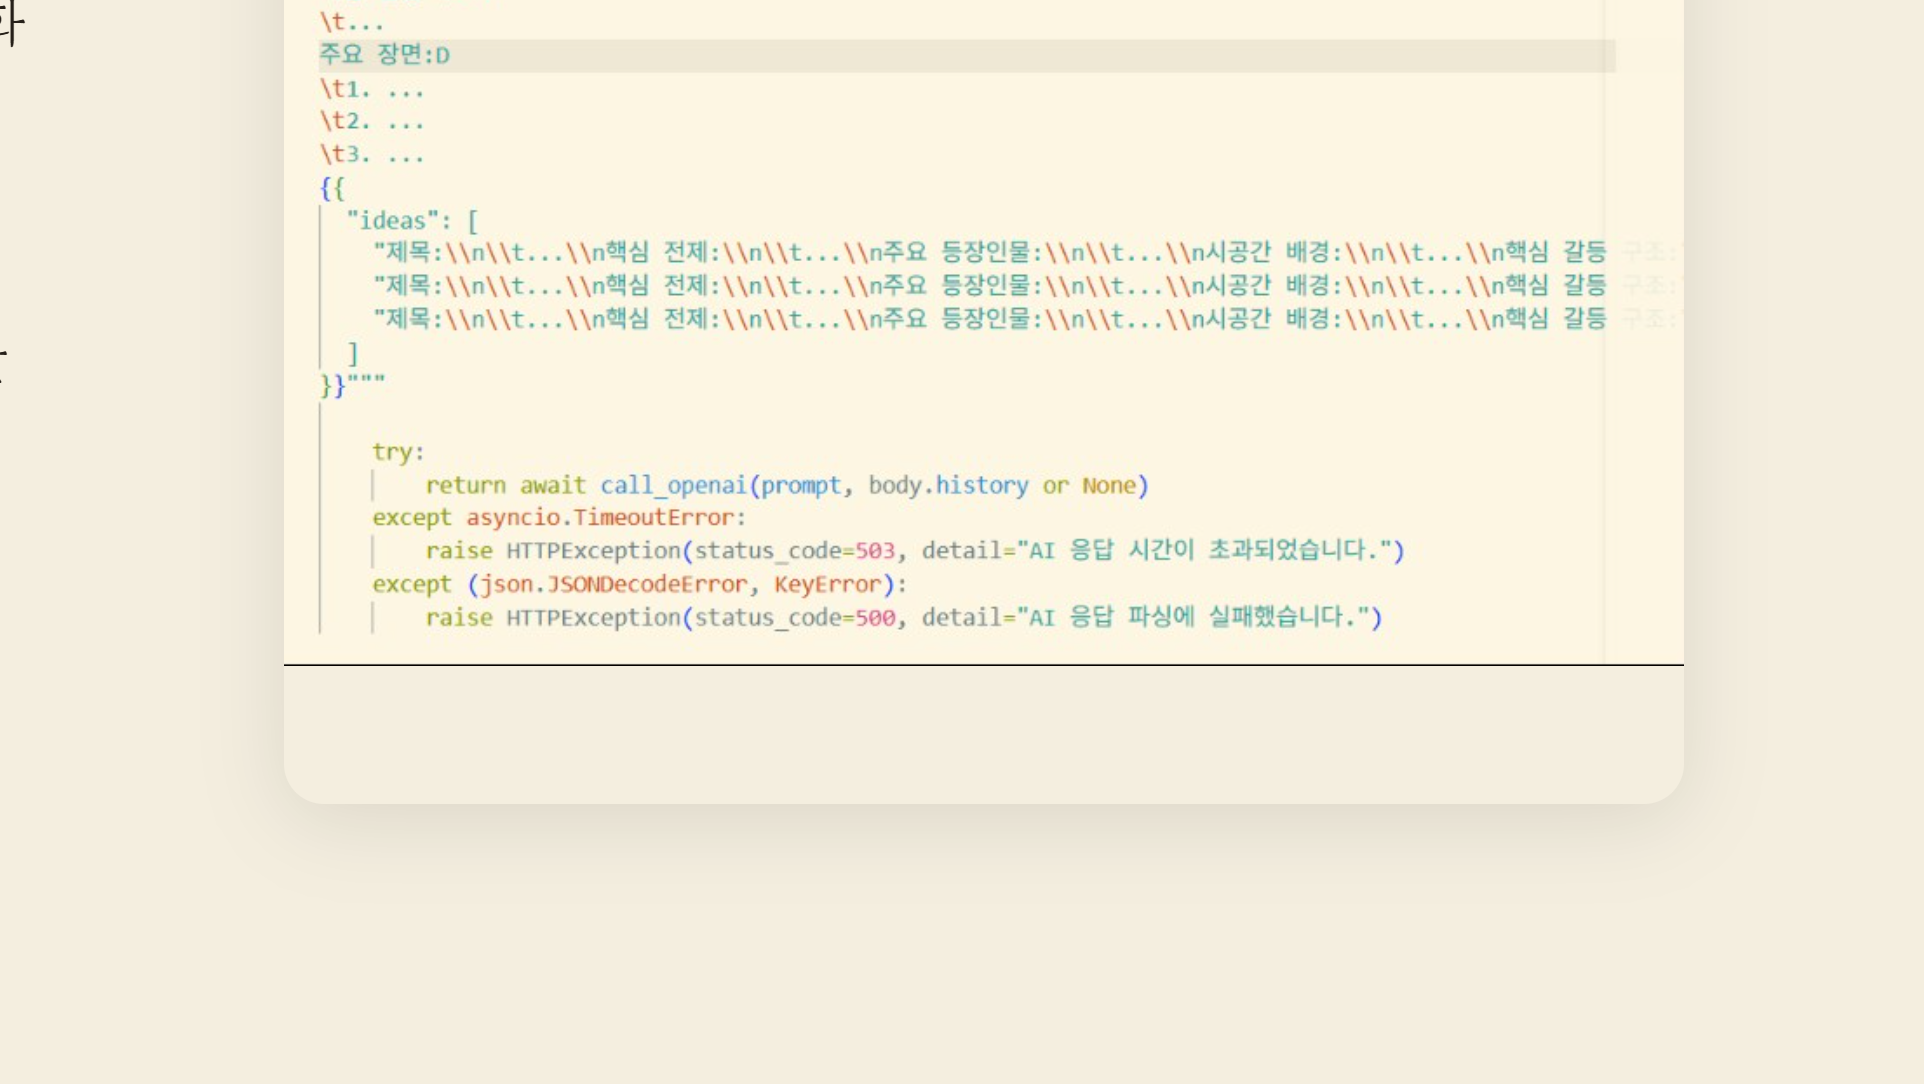 화
\t...
주요 장면:D
\t1. ...
\t2. ...
\t3. ...
{{
"ideas": [
"제목:\\n\\t...\\n핵심 전제:\\n\\t...\\n주요 등장인물:\\n\\t...\\n시공간 배경:\\n\\t...\\n핵심 갈등 구조:
"제목:\\n\\t...\\n핵심 전제:\\n\\t...\\n주요 등장인물:\\n\\t...\\n시공간 배경:\\n\\t...\\n핵심 갈등 구조:
"제목:\\n\\t...\\n핵심 전제:\\n\\t...\\n주요 등장인물:\\n\\t...\\n시공간 배경:\\n\\t...\\n핵심 갈등 구조:
]
}}"""
try:
return await call_openai(prompt, body.history or None)
except asyncio.TimeoutError:
raise HTTPException(status_code=503, detail="AI 응답 시간이 초과되었습니다.")
except (json.JSONDecodeError, KeyError):
raise HTTPException(status_code=500, detail="AI 응답 파싱에 실패했습니다.")